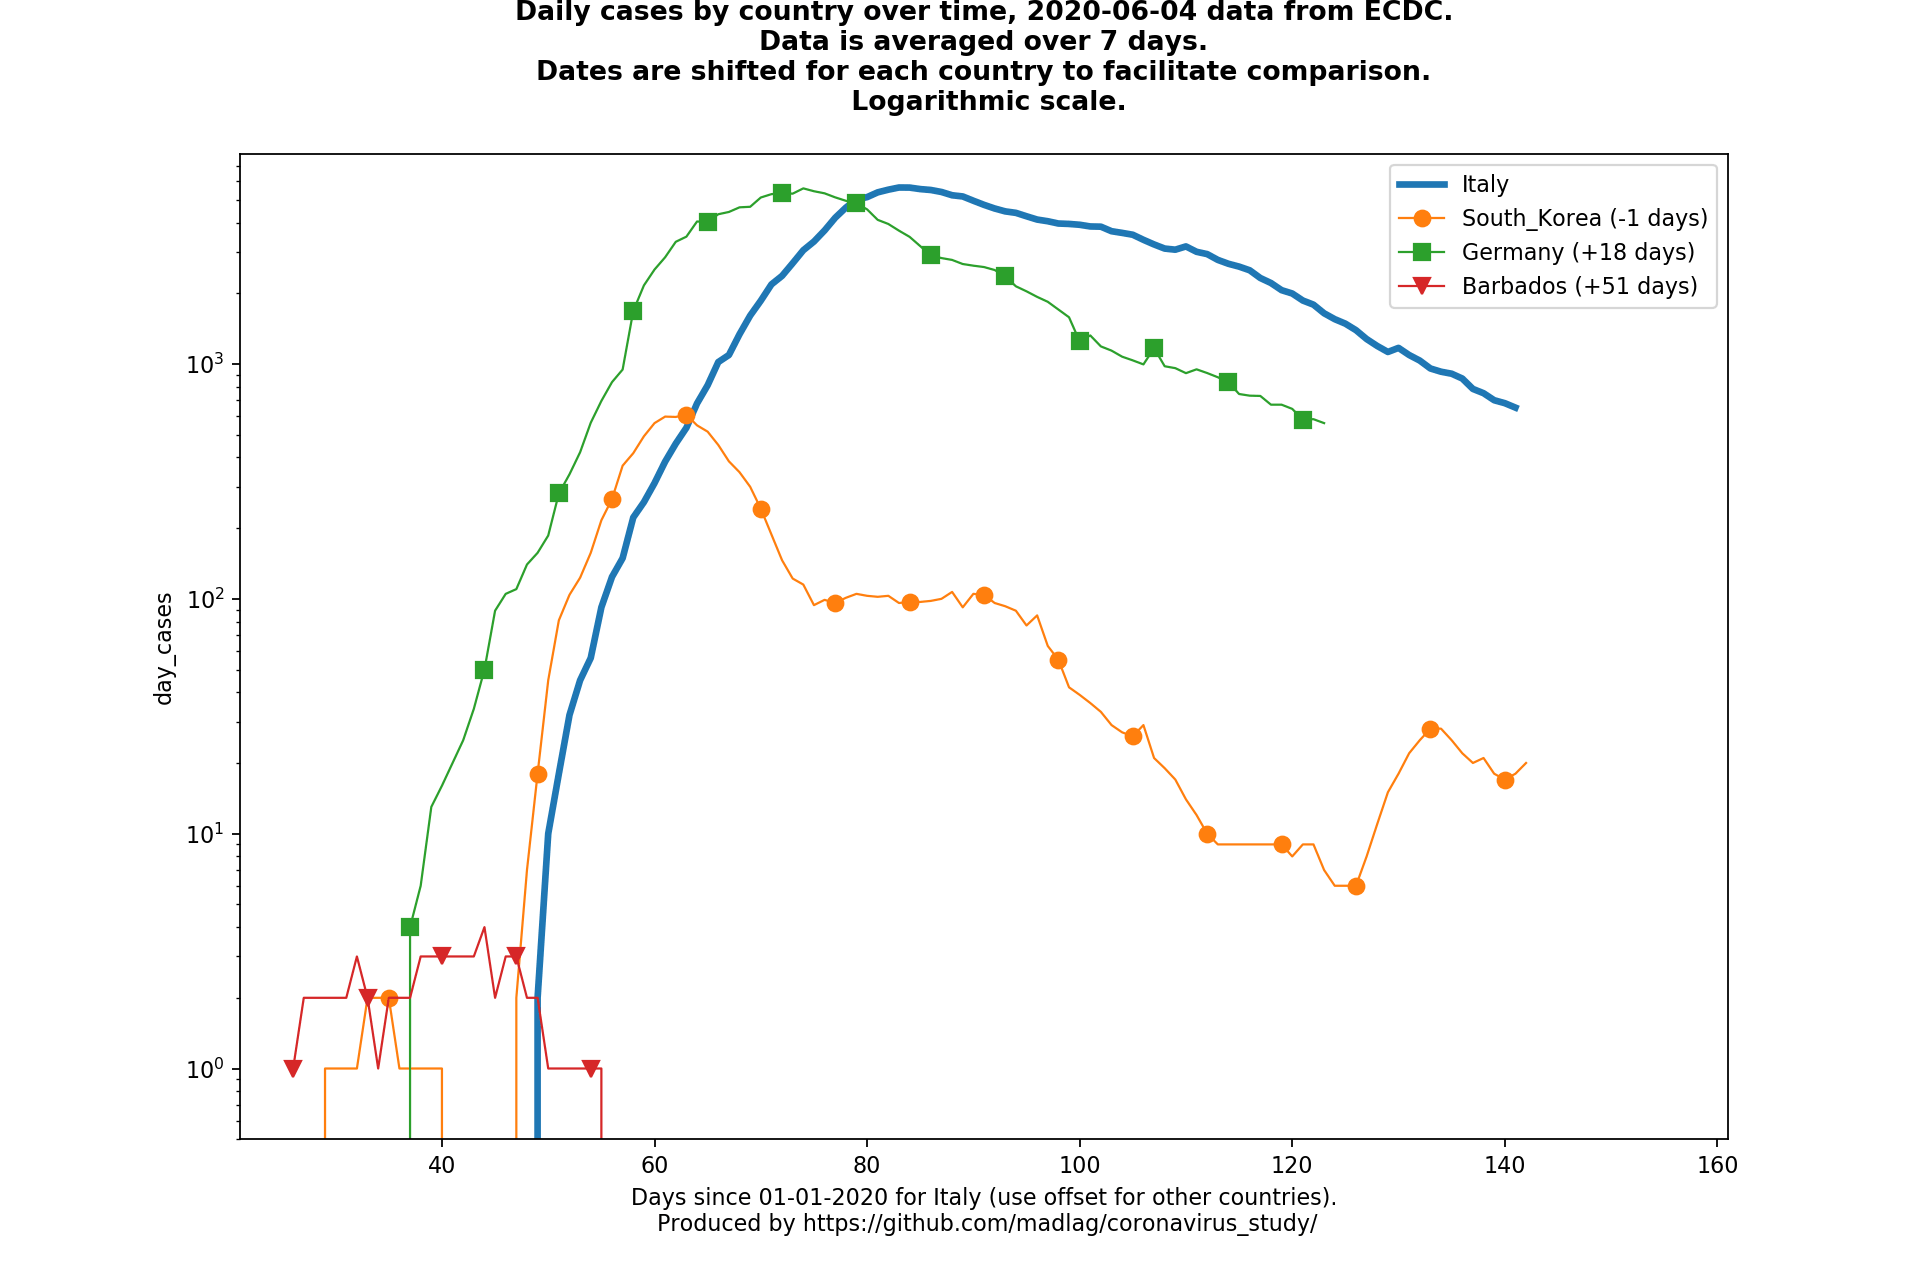 Daily cases by country over time, 2020-06-04 data from ECDC.
Data is averaged over 7 days.
Dates are shifted for each country to facilitate comparison.
Logarithmic scale.
Italy
South_Korea (-1 days)
Germany (+18 days)
Barbados (+51 days)
day_cases
10³
10²
10¹
10⁰
40 60 80 100 120 140 160
Days since 01-01-2020 for Italy (use offset for other countries).
Produced by https://github.com/madlag/coronavirus_study/